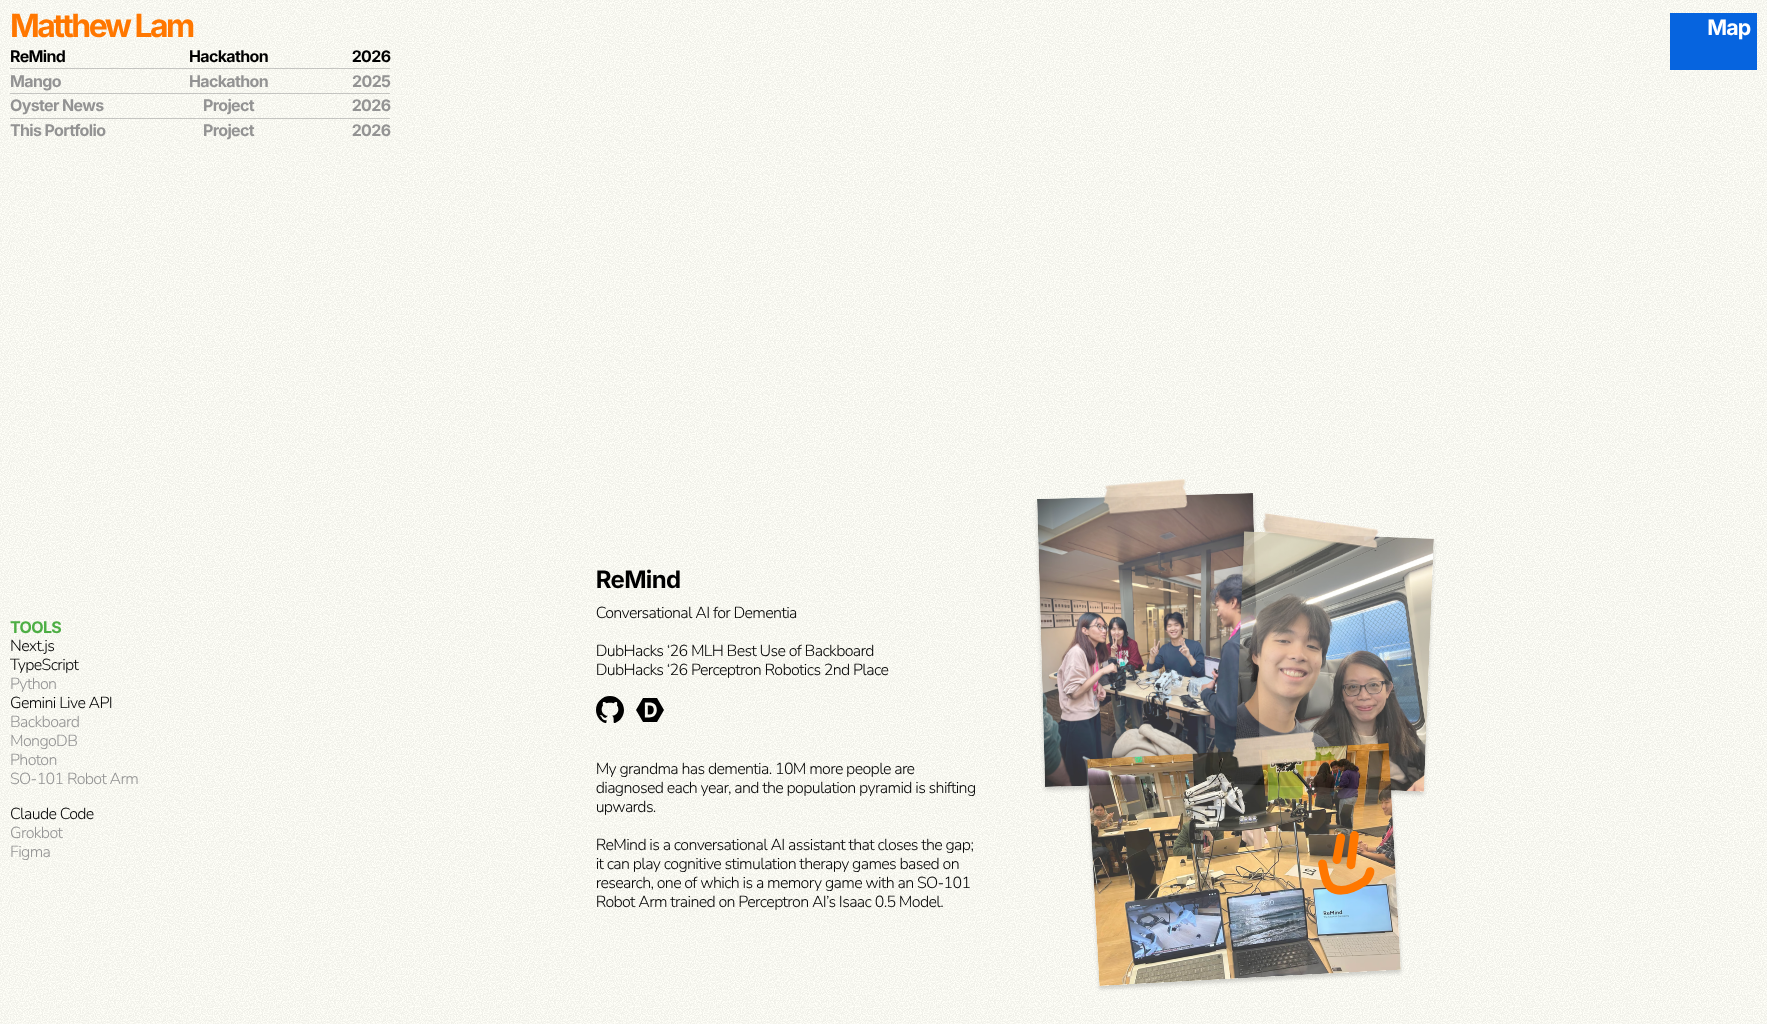 Matthew Lam
Map
ReMind Hackathon 2026
Mango Hackathon 2025
Oyster News Project 2026
This Portfolio Project 2026
TOOLS
Next.js
TypeScript
Python
Gemini Live API
Backboard
MongoDB
Photon
SO-101 Robot Arm
Claude Code
Grokbot
Figma
ReMind
Conversational AI for Dementia
DubHacks ‘26 MLH Best Use of Backboard
DubHacks ‘26 Perceptron Robotics 2nd Place
D
My grandma has dementia. 10M more people are
diagnosed each year, and the population pyramid is shifting
upwards.
ReMind is a conversational AI assistant that closes the gap;
it can play cognitive stimulation therapy games based on
research, one of which is a memory game with an SO-101
Robot Arm trained on Perceptron AI’s Isaac 0.5 Model.
ReMind